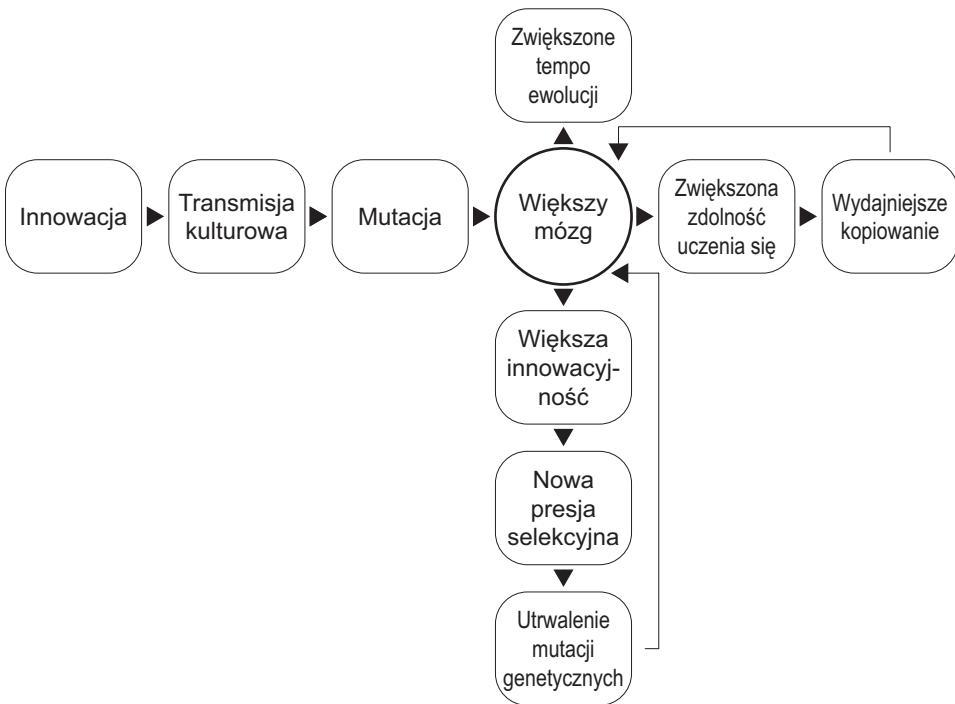 Zwiększone
tempo
ewolucji
Innowacja
Transmisja
kulturowa
Mutacja
Większy
mózg
Zwiększona
zdolność
uczenia się
Wydajniejsze
kopiowanie
Większa
innowacyj-
ność
Nowa
presja
selekcyjna
Utrwalenie
mutacji
genetycznych